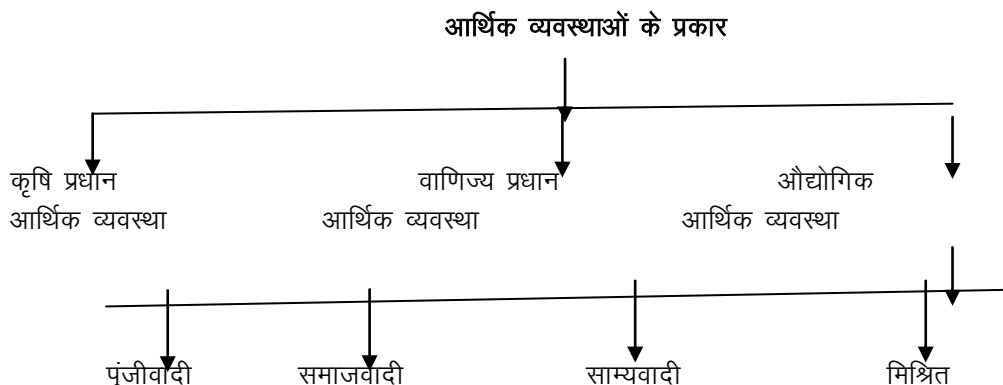 आर्थिक व्यवस्थाओं के प्रकार
कृषि प्रधान वाणिज्य प्रधान औद्योगिक
आर्थिक व्यवस्था आर्थिक व्यवस्था आर्थिक व्यवस्था
पूंजीवादी समाजवादी साम्यवादी मिश्रित